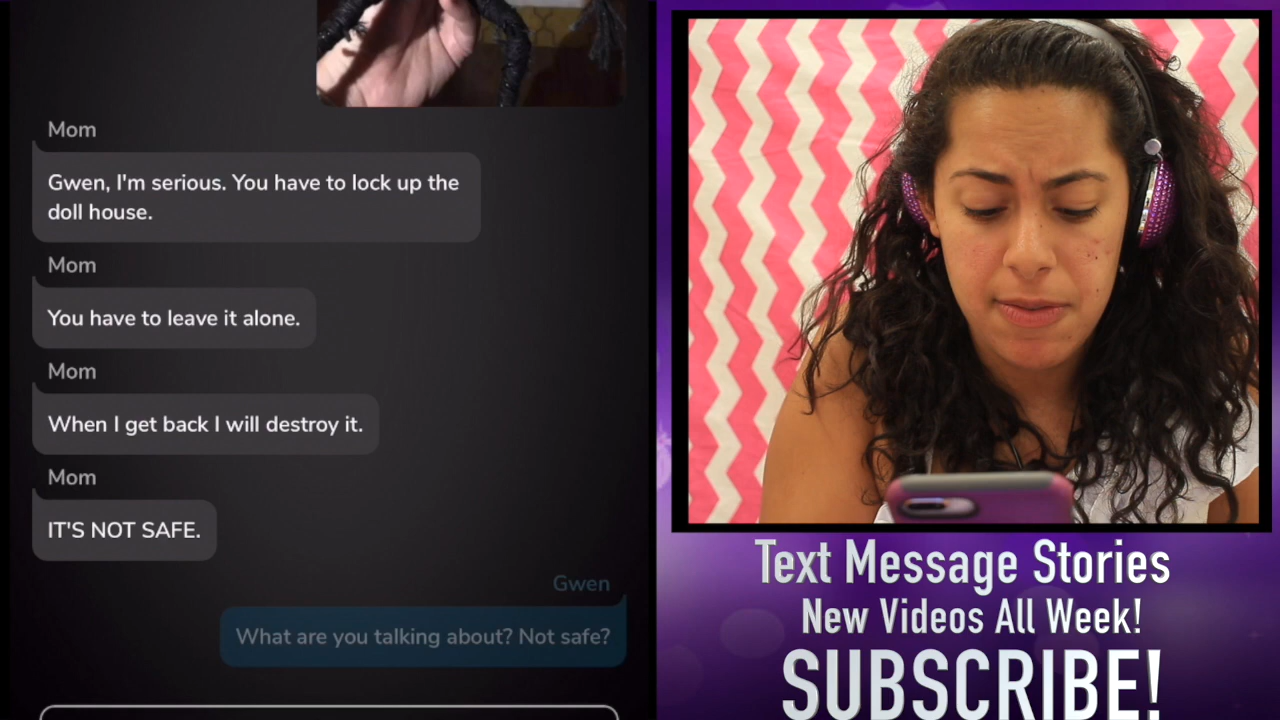 Mom
Gwen, I'm serious. You have to lock up the
doll house.
Mom
You have to leave it alone.
Mom
When I get back I will destroy it.
Mom
IT'S NOT SAFE.
Gwen
What are you talking about? Not safe?
Text Message Stories
New Videos All Week!
SUBSCRIBE!